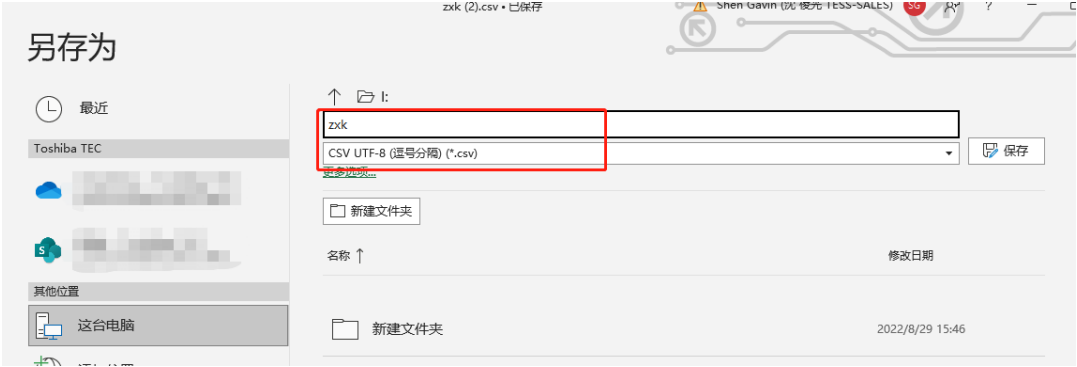 zxk (2).csv • 已保存
Shen Gavin (沈 俊光 TESS-SALES)
SG
?
另存为
最近
Toshiba TEC
S
其他位置
这台电脑
I:
zxk
CSV UTF-8 (逗号分隔) (*.csv)
保存
更多选项...
新建文件夹
名称 ↑
修改日期
新建文件夹
2022/8/29 15:46